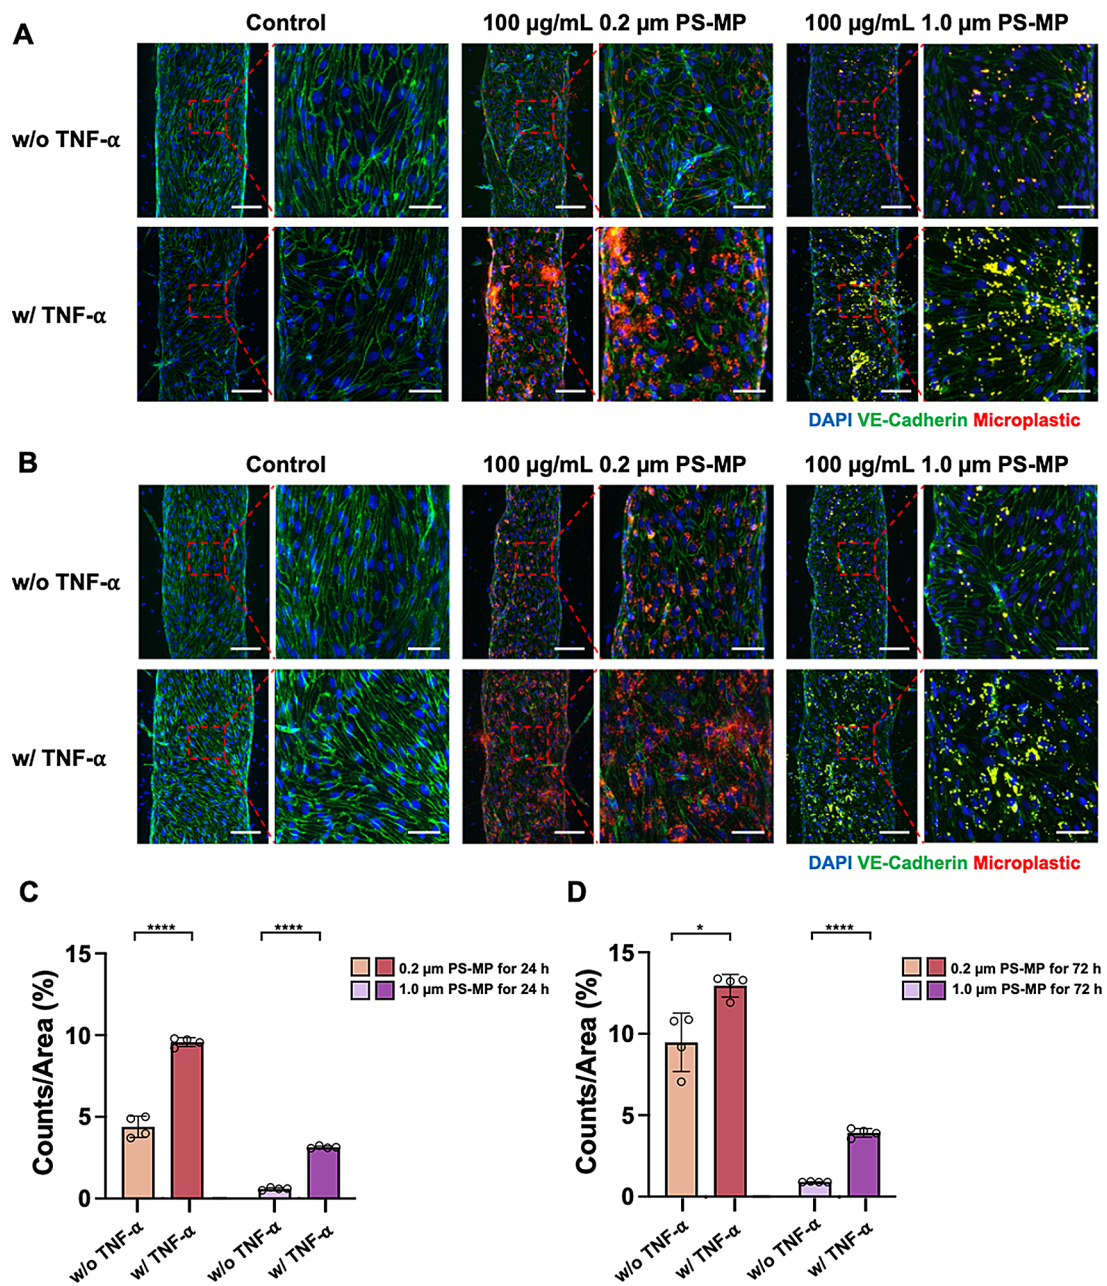 A
Control
100 µg/mL 0.2 µm PS-MP
100 µg/mL 1.0 µm PS-MP
w/o TNF-α
w/ TNF-α
DAPI VE-Cadherin Microplastic
B
Control
100 µg/mL 0.2 µm PS-MP
100 µg/mL 1.0 µm PS-MP
w/o TNF-α
w/ TNF-α
DAPI VE-Cadherin Microplastic
C
****
****
15
10
5
0
Counts/Area (%)
0.2 µm PS-MP for 24 h
1.0 µm PS-MP for 24 h
w/o TNF-α
w/ TNF-α
w/o TNF-α
w/ TNF-α
D
*
****
15
10
5
0
Counts/Area (%)
0.2 µm PS-MP for 72 h
1.0 µm PS-MP for 72 h
w/o TNF-α
w/ TNF-α
w/o TNF-α
w/ TNF-α